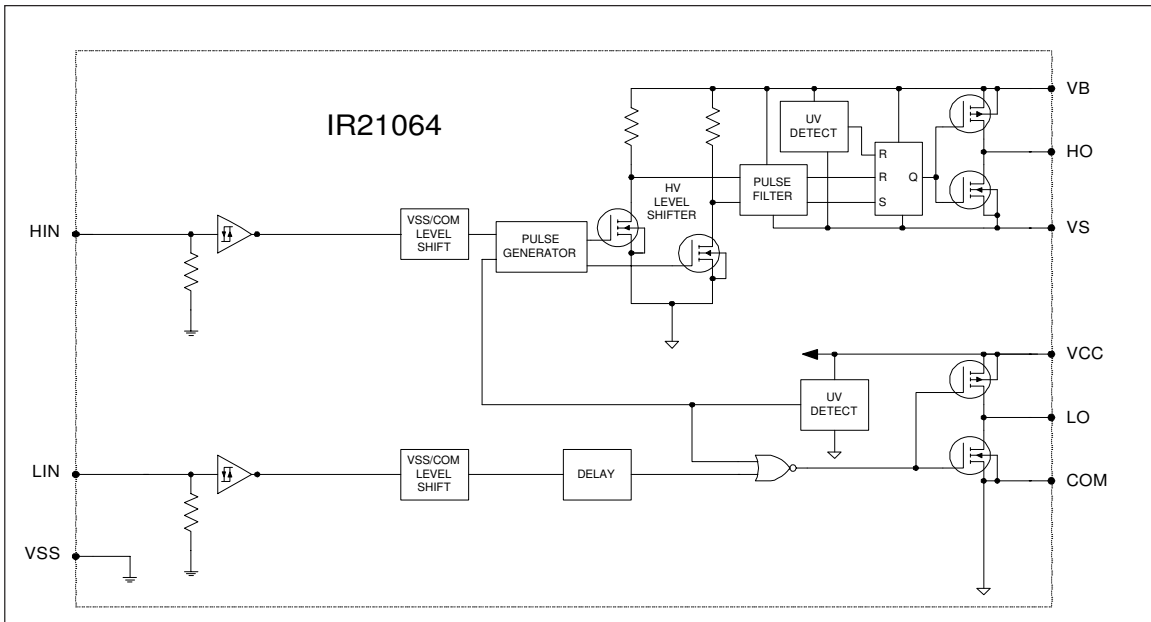 IR21064
VB
UV
DETECT
HO
R
R
Q
S
PULSE
FILTER
HV
LEVEL
SHIFTER
VS
HIN
VSS/COM
LEVEL
SHIFT
PULSE
GENERATOR
VCC
UV
DETECT
LO
LIN
VSS/COM
LEVEL
SHIFT
DELAY
COM
VSS